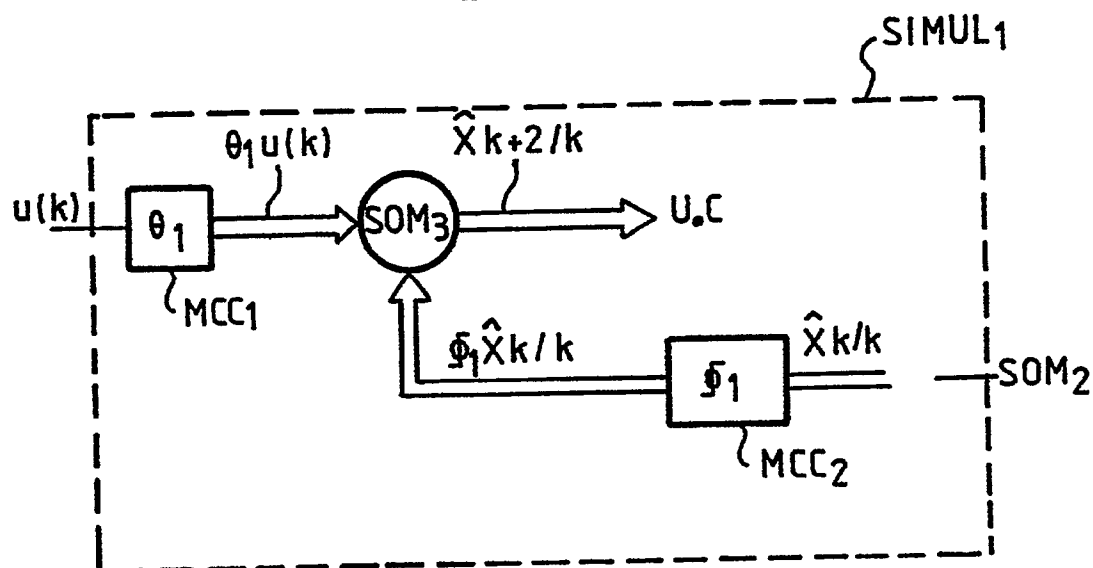 SIMUL₁
θ₁u(k)
X̂k+2/k
u(k)
θ₁
SOM₃
U.C
MCC₁
Φ₁X̂k/k
Φ₁
X̂k/k
SOM₂
MCC₂